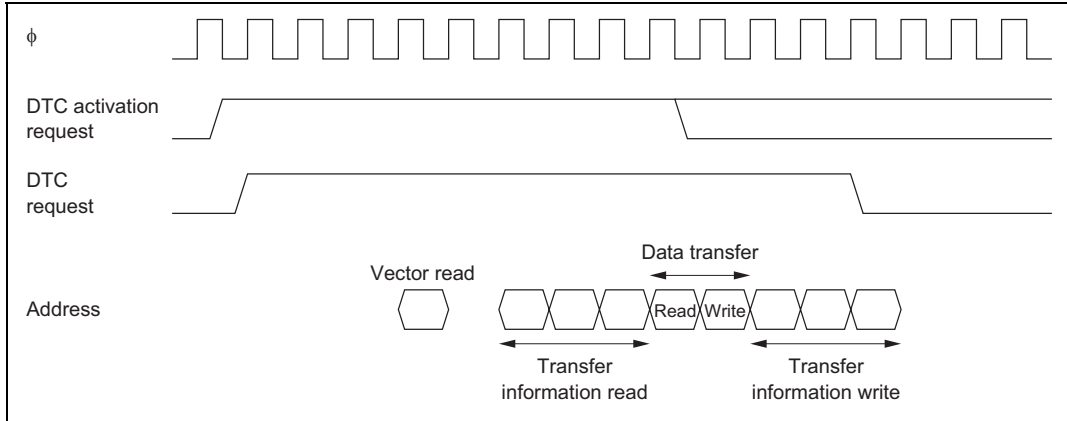 ϕ
DTC activation
request
DTC
request
Data transfer
Vector read
Address
Read
Write
Transfer
information read
Transfer
information write